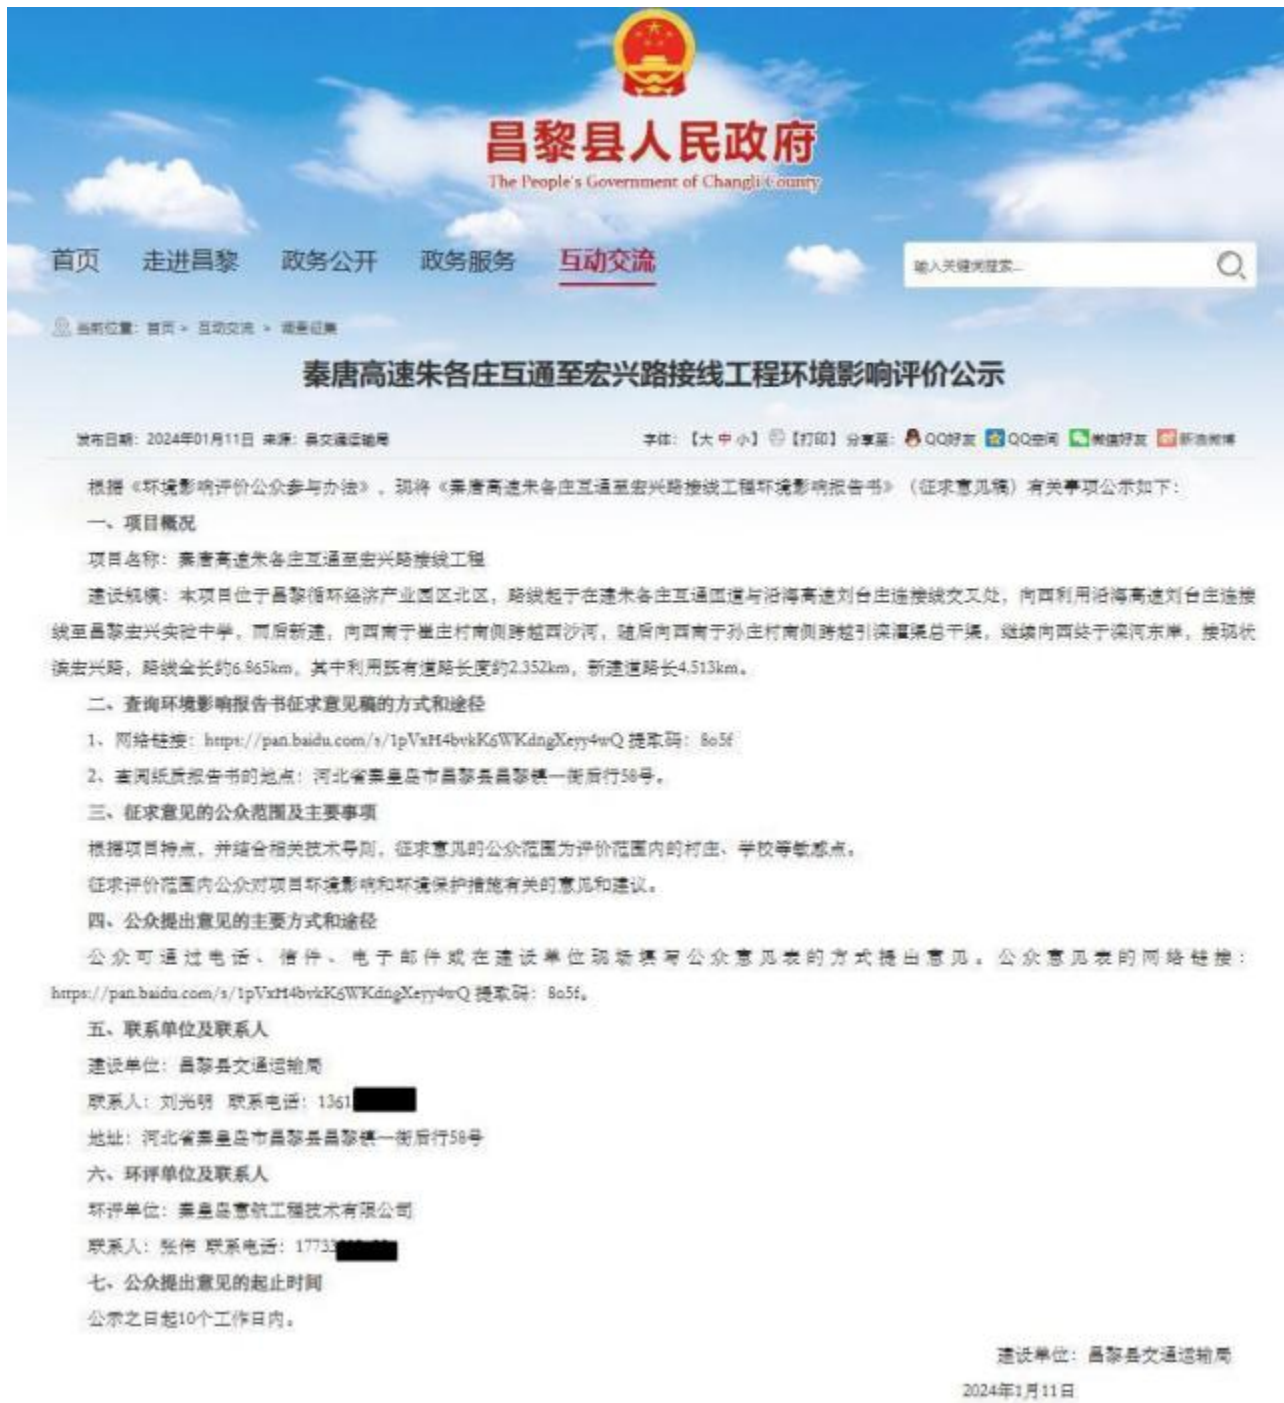 昌黎县人民政府
The People's Government of Changli County
首页 走进昌黎 政务公开 政务服务 互动交流
输入关键词搜索...
当前位置：首页 > 互动交流 > 调查征集
秦唐高速朱各庄互通至宏兴路接线工程环境影响评价公示
发布日期：2024年01月11日 来源：县交通运输局 字体：【大 中 小】 【打印】 分享至： QQ好友 QQ空间 微信好友 新浪微博
根据《环境影响评价公众参与办法》，现将《秦唐高速朱各庄互通至宏兴路接线工程环境影响报告书》（征求意见稿）有关事项公示如下：
一、项目概况
项目名称：秦唐高速朱各庄互通至宏兴路接线工程
建设规模：本项目位于昌黎循环经济产业园区北区，路线起于在建朱各庄互通匝道与沿海高速刘台庄连接线交叉处，向西利用沿海高速刘台庄连接
线至昌黎宏兴实验中学，而后新建，向西南于崔庄村南侧跨越西沙河，随后向西南于孙庄村南侧跨越引滦灌渠总干渠，继续向西终于滦河东岸，接现状
滨宏兴路，路线全长约6.865km，其中利用既有道路长度约2.352km，新建道路长4.513km。
二、查询环境影响报告书征求意见稿的方式和途径
1、网络链接：https://pan.baidu.com/s/1pVxH4bvkK6WKdngXeyy4wQ 提取码：8o5f
2、查阅纸质报告书的地点：河北省秦皇岛市昌黎县昌黎镇一街后行58号。
三、征求意见的公众范围及主要事项
根据项目特点，并结合相关技术导则，征求意见的公众范围为评价范围内的村庄、学校等敏感点。
征求评价范围内公众对项目环境影响和环境保护措施有关的意见和建议。
四、公众提出意见的主要方式和途径
公众可通过电话、信件、电子邮件或在建设单位现场填写公众意见表的方式提出意见。公众意见表的网络链接：
https://pan.baidu.com/s/1pVxH4bvkK6WKdngXeyy4wQ 提取码：8o5f。
五、联系单位及联系人
建设单位：昌黎县交通运输局
联系人：刘光明 联系电话：1361
地址：河北省秦皇岛市昌黎县昌黎镇一街后行58号
六、环评单位及联系人
环评单位：秦皇岛意航工程技术有限公司
联系人：张伟 联系电话：17733
七、公众提出意见的起止时间
公示之日起10个工作日内。
建设单位：昌黎县交通运输局
2024年1月11日